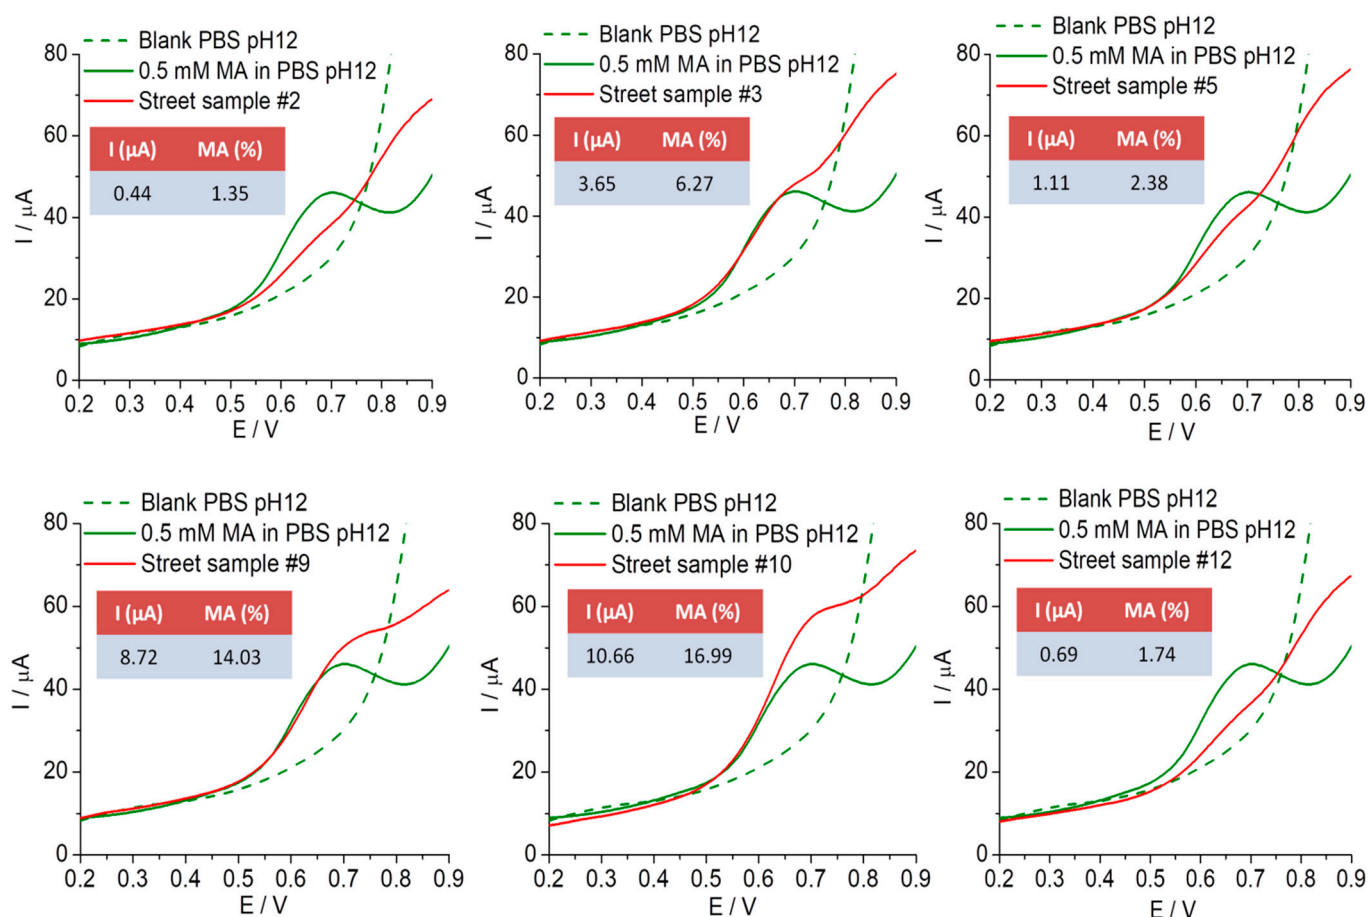 Blank PBS pH12
0.5 mM MA in PBS pH12
Street sample #2
I (µA) MA (%)
0.44 1.35
80
60
40
20
0
I / µA
0.2 0.3 0.4 0.5 0.6 0.7 0.8 0.9
E / V
Blank PBS pH12
0.5 mM MA in PBS pH12
Street sample #3
I (µA) MA (%)
3.65 6.27
80
60
40
20
0
I / µA
0.2 0.3 0.4 0.5 0.6 0.7 0.8 0.9
E / V
Blank PBS pH12
0.5 mM MA in PBS pH12
Street sample #5
I (µA) MA (%)
1.11 2.38
80
60
40
20
0
I / µA
0.2 0.3 0.4 0.5 0.6 0.7 0.8 0.9
E / V
Blank PBS pH12
0.5 mM MA in PBS pH12
Street sample #9
I (µA) MA (%)
8.72 14.03
80
60
40
20
0
I / µA
0.2 0.3 0.4 0.5 0.6 0.7 0.8 0.9
E / V
Blank PBS pH12
0.5 mM MA in PBS pH12
Street sample #10
I (µA) MA (%)
10.66 16.99
80
60
40
20
0
I / µA
0.2 0.3 0.4 0.5 0.6 0.7 0.8 0.9
E / V
Blank PBS pH12
0.5 mM MA in PBS pH12
Street sample #12
I (µA) MA (%)
0.69 1.74
80
60
40
20
0
I / µA
0.2 0.3 0.4 0.5 0.6 0.7 0.8 0.9
E / V